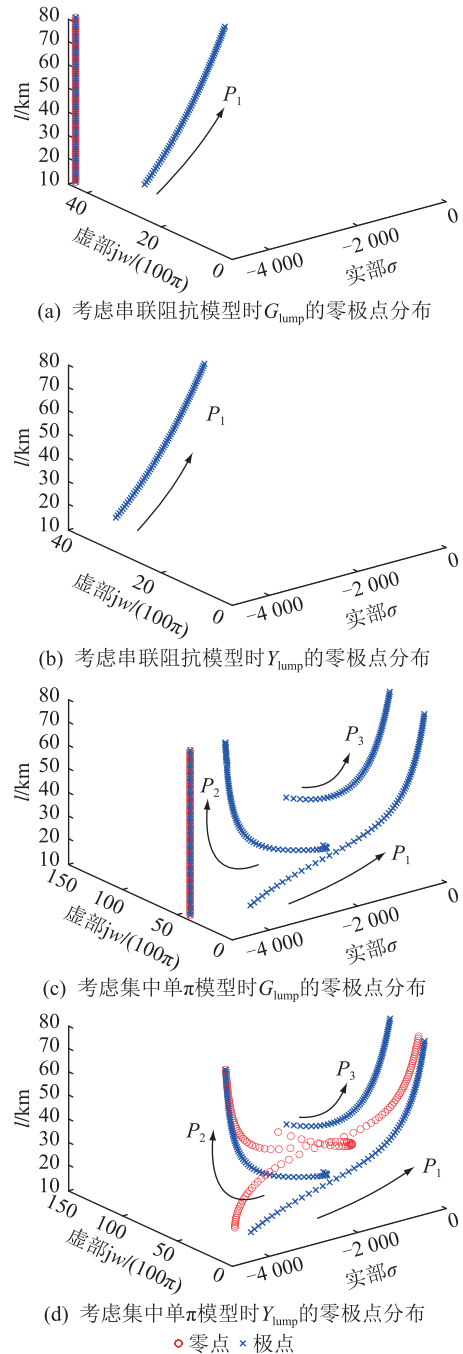 80
70
60
50
40
30
20
10
l/km
P1
40
20
0
虚部jw/(100π)
−4 000
−2 000
0
实部σ
(a) 考虑串联阻抗模型时Glump的零极点分布
80
70
60
50
40
30
20
10
l/km
P1
40
20
0
虚部jw/(100π)
−4 000
−2 000
0
实部σ
(b) 考虑串联阻抗模型时Ylump的零极点分布
80
70
60
50
40
30
20
10
l/km
P3
P2
P1
150
100
50
0
虚部jw/(100π)
−4 000
−2 000
0
实部σ
(c) 考虑集中单π模型时Glump的零极点分布
80
70
60
50
40
30
20
10
l/km
P3
P2
P1
150
100
50
0
虚部jw/(100π)
−4 000
−2 000
0
实部σ
(d) 考虑集中单π模型时Ylump的零极点分布
零点 极点